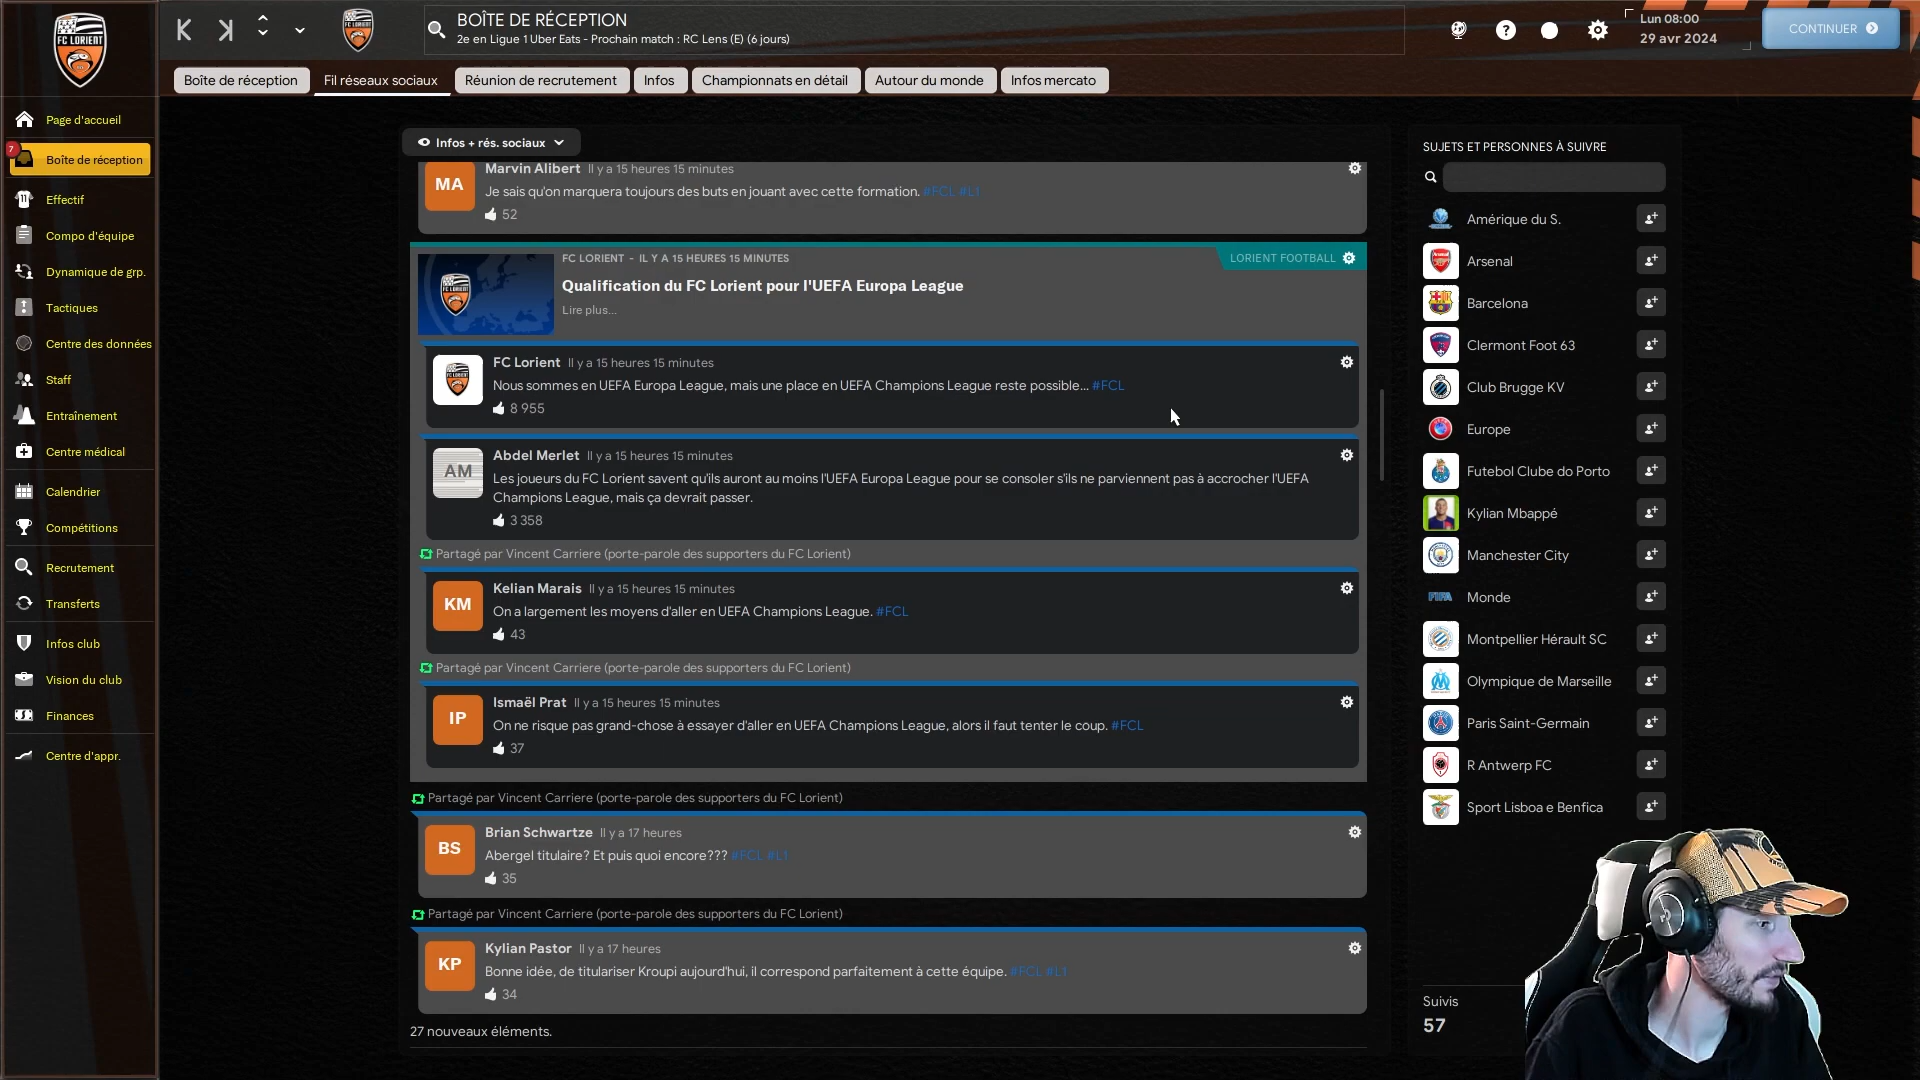 FC LORIENT
BOÎTE DE RÉCEPTION
2e en Ligue 1 Uber Eats - Prochain match : RC Lens (E) (6 jours)
Lun 08:00
29 avr 2024
CONTINUER
Boîte de réception
Fil réseaux sociaux
Réunion de recrutement
Infos
Championnats en détail
Autour du monde
Infos mercato
Page d'accueil
7
Boîte de réception
Effectif
Compo d'équipe
Dynamique de grp.
Tactiques
Centre des données
Staff
Entraînement
Centre médical
Calendrier
Compétitions
Recrutement
Transferts
Infos club
Vision du club
Finances
Centre d'appr.
Infos + rés. sociaux
MA
Marvin Alibert Il y a 15 heures 15 minutes
Je sais qu'on marquera toujours des buts en jouant avec cette formation. #FCL #L1
52
FC LORIENT - IL Y A 15 HEURES 15 MINUTES
LORIENT FOOTBALL
Qualification du FC Lorient pour l'UEFA Europa League
Lire plus...
FC Lorient Il y a 15 heures 15 minutes
Nous sommes en UEFA Europa League, mais une place en UEFA Champions League reste possible... #FCL
8 955
AM
Abdel Merlet Il y a 15 heures 15 minutes
Les joueurs du FC Lorient savent qu'ils auront au moins l'UEFA Europa League pour se consoler s'ils ne parviennent pas à accrocher l'UEFA
Champions League, mais ça devrait passer.
3 358
Partagé par Vincent Carriere (porte-parole des supporters du FC Lorient)
KM
Kelian Marais Il y a 15 heures 15 minutes
On a largement les moyens d'aller en UEFA Champions League. #FCL
43
Partagé par Vincent Carriere (porte-parole des supporters du FC Lorient)
IP
Ismaël Prat Il y a 15 heures 15 minutes
On ne risque pas grand-chose à essayer d'aller en UEFA Champions League, alors il faut tenter le coup. #FCL
37
Partagé par Vincent Carriere (porte-parole des supporters du FC Lorient)
BS
Brian Schwartze Il y a 17 heures
Abergel titulaire? Et puis quoi encore??? #FCL #L1
35
Partagé par Vincent Carriere (porte-parole des supporters du FC Lorient)
KP
Kylian Pastor Il y a 17 heures
Bonne idée, de titulariser Kroupi aujourd'hui, il correspond parfaitement à cette équipe. #FCL #L1
34
27 nouveaux éléments.
SUJETS ET PERSONNES À SUIVRE
Amérique du S.
Arsenal
Barcelona
Clermont Foot 63
Club Brugge KV
Europe
Futebol Clube do Porto
Kylian Mbappé
Manchester City
FIFA
Monde
Montpellier Hérault SC
Olympique de Marseille
Paris Saint-Germain
R Antwerp FC
Sport Lisboa e Benfica
Suivis
57